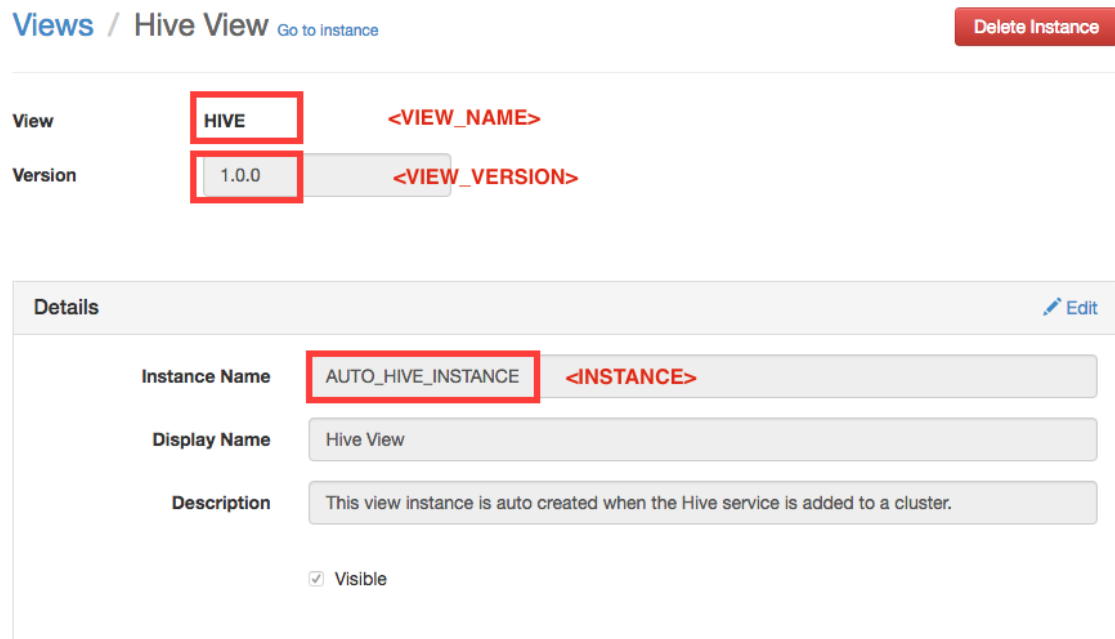 Views / Hive View Go to instance Delete Instance
View HIVE <VIEW_NAME>
Version 1.0.0 <VIEW_VERSION>
Details Edit
Instance Name AUTO_HIVE_INSTANCE <INSTANCE>
Display Name Hive View
Description This view instance is auto created when the Hive service is added to a cluster.
Visible